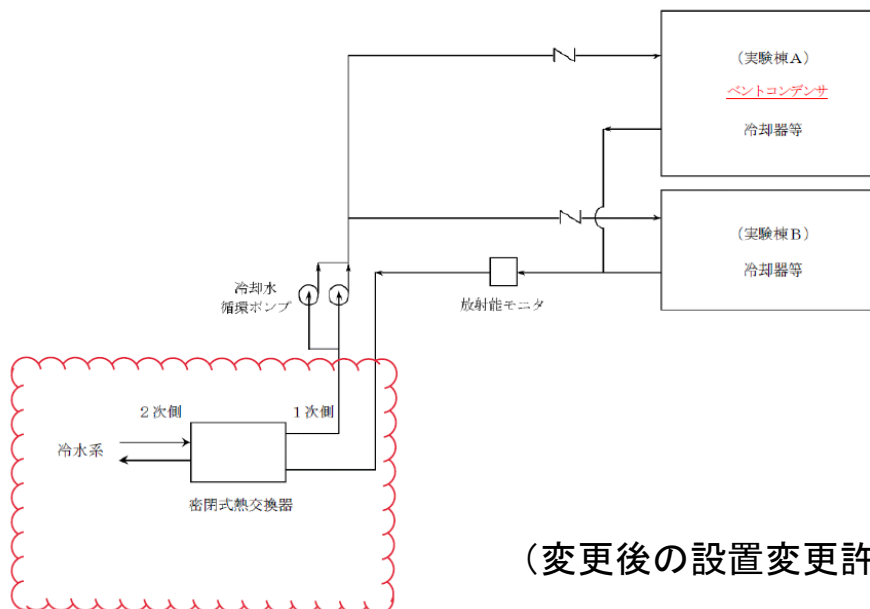 （実験棟Ａ）
ベントコンデンサ
冷却器等
（実験棟Ｂ）
冷却器等
冷却水
循環ポンプ
放射能モニタ
２次側
１次側
冷水系
密閉式熱交換器
（変更後の設置変更許